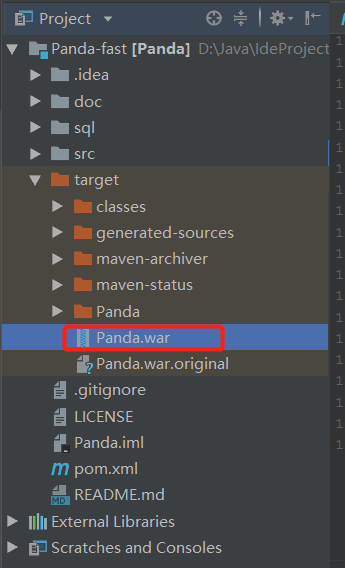 Project
Panda-fast [Panda] D:\Java\IdeProject
.idea
doc
sql
src
target
classes
generated-sources
maven-archiver
maven-status
Panda
Panda.war
Panda.war.original
.gitignore
LICENSE
Panda.iml
m pom.xml
MD README.md
External Libraries
Scratches and Consoles